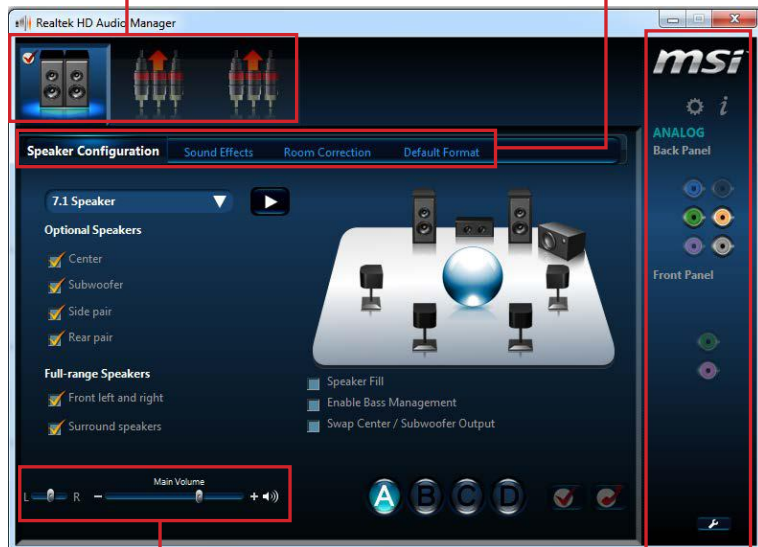 Realtek HD Audio Manager
msi
i
ANALOG
Back Panel
Speaker Configuration Sound Effects Room Correction Default Format
7.1 Speaker
Optional Speakers
Center
Subwoofer
Side pair
Rear pair
Front Panel
Full-range Speakers
Front left and right
Surround speakers
Speaker Fill
Enable Bass Management
Swap Center / Subwoofer Output
Main Volume
L R - +
A B C D